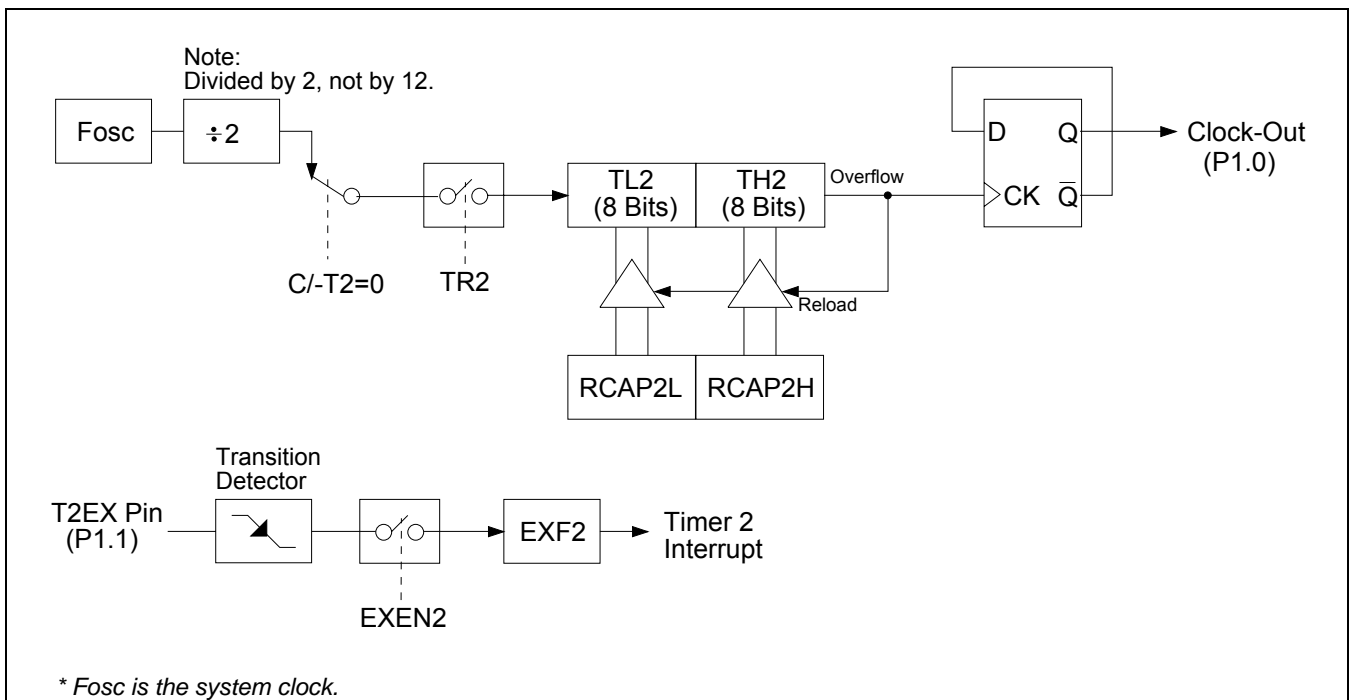 Note:
Divided by 2, not by 12.
Fosc
÷2
C/-T2=0
TR2
TL2
(8 Bits)
TH2
(8 Bits)
Overflow
Reload
RCAP2L
RCAP2H
D
Q
CK
Q̅
Clock-Out
(P1.0)
Transition
Detector
T2EX Pin
(P1.1)
EXEN2
EXF2
Timer 2
Interrupt
* Fosc is the system clock.